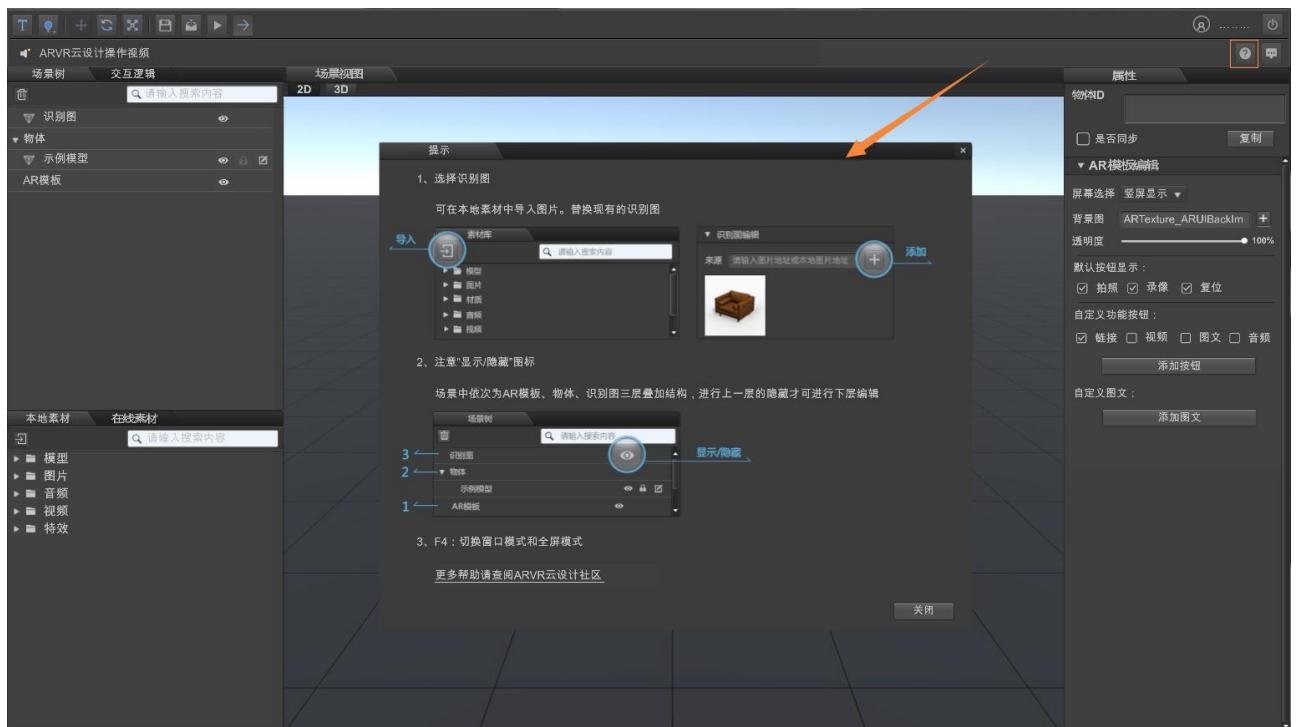 ARVR云设计操作视频
场景树 交互逻辑
请输入搜索内容
识别图
物体
示例模型
AR模板
场景视图
2D 3D
提示 ×
1、选择识别图
可在本地素材中导入图片。替换现有的识别图
导入
素材库
请输入搜索内容
模型
图片
材质
音频
视频
识别图编辑
来源 请输入图片地址或本地图片地址
添加
2、注意"显示/隐藏"图标
场景中依次为AR模板、物体、识别图三层叠加结构，进行上一层的隐藏才可进行下层编辑
场景树
请输入搜索内容
3 识别图
显示/隐藏
2 物体
示例模型
1 AR模板
3、F4：切换窗口模式和全屏模式
更多帮助请查阅ARVR云设计社区
关闭
本地素材 在线素材
请输入搜索内容
模型
图片
音频
视频
特效
属性
物体ID
是否同步 复制
AR模板编辑
屏幕选择 竖屏显示
背景图 ARTexture_ARUIBackIm +
透明度 100%
默认按钮显示：
拍照 录像 复位
自定义功能按钮：
链接 视频 图文 音频
添加按钮
自定义图文：
添加图文